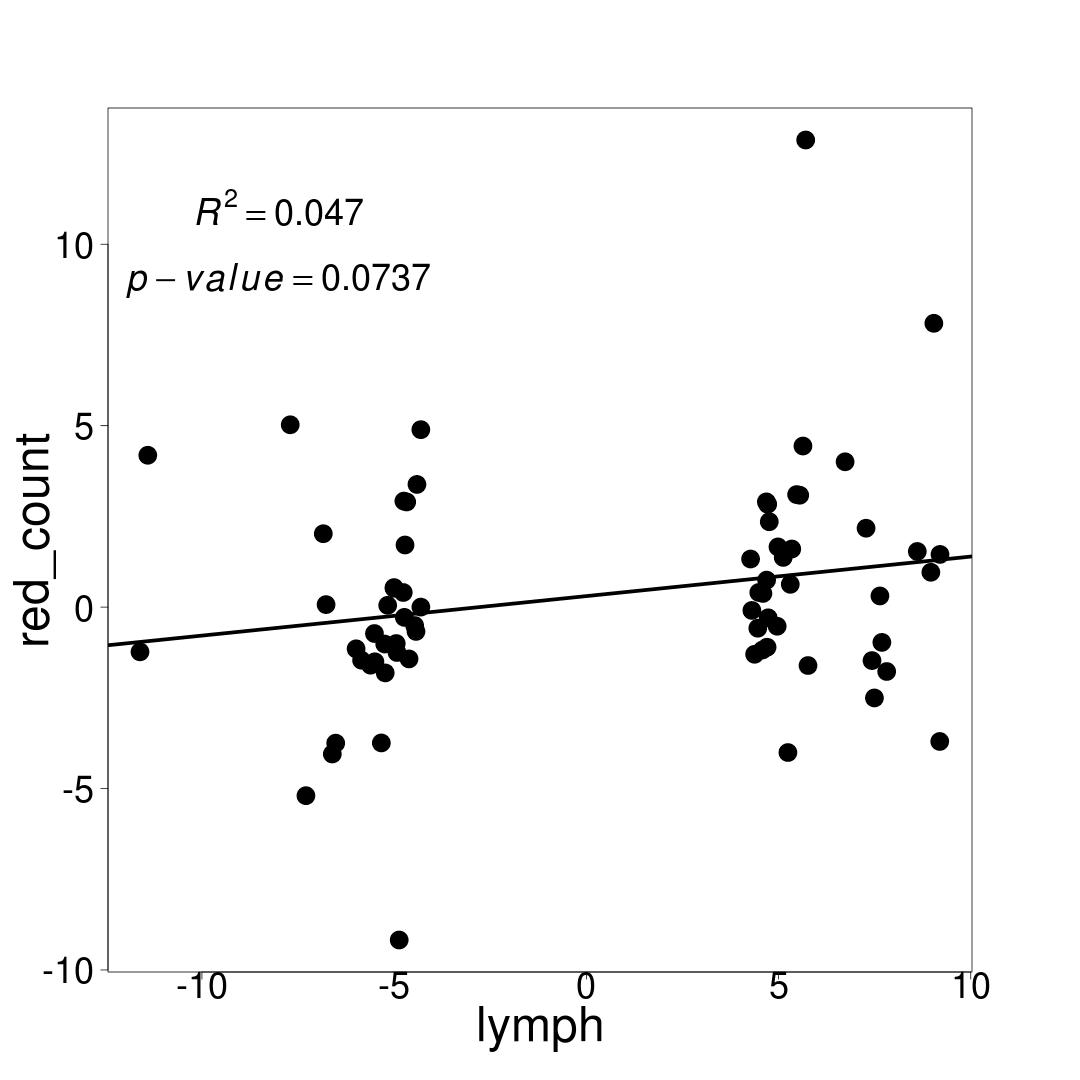 R² = 0.047
p − value = 0.0737
10
5
0
-5
-10
red_count
-10 -5 0 5 10
lymph